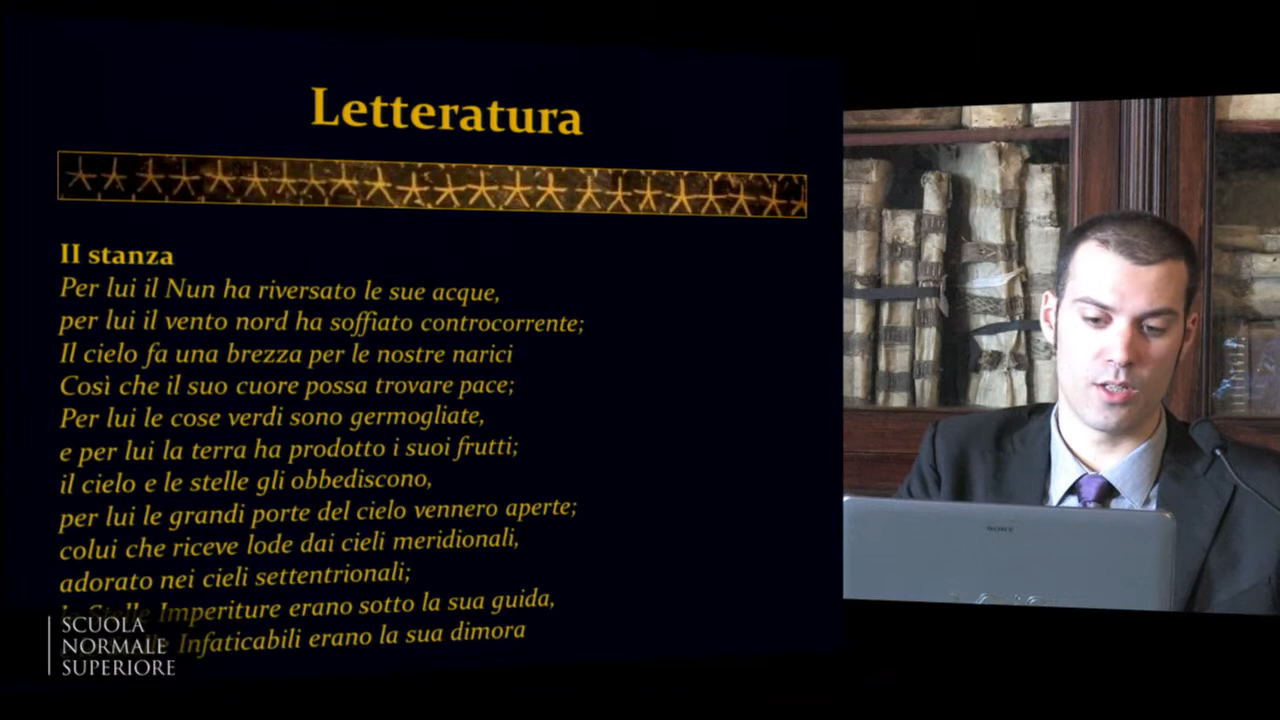 Letteratura
II stanza
Per lui il Nun ha riversato le sue acque,
per lui il vento nord ha soffiato controcorrente;
Il cielo fa una brezza per le nostre narici
Così che il suo cuore possa trovare pace;
Per lui le cose verdi sono germogliate,
e per lui la terra ha prodotto i suoi frutti;
il cielo e le stelle gli obbediscono,
per lui le grandi porte del cielo vennero aperte;
colui che riceve lode dai cieli meridionali,
adorato nei cieli settentrionali;
le Stelle Imperiture erano sotto la sua guida,
Infaticabili erano la sua dimora
SCUOLA
NORMALE
SUPERIORE
SONY